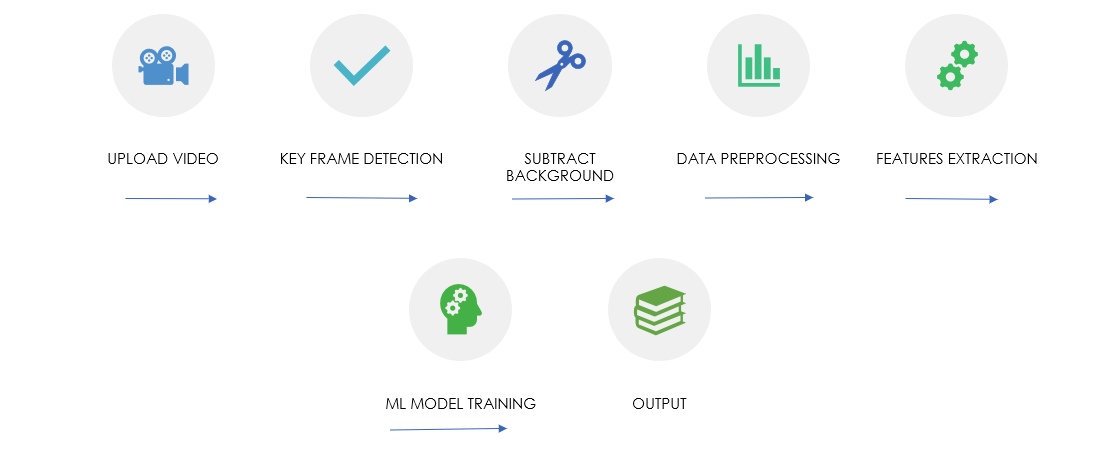 UPLOAD VIDEO
KEY FRAME DETECTION
SUBTRACT
BACKGROUND
DATA PREPROCESSING
FEATURES EXTRACTION
ML MODEL TRAINING
OUTPUT